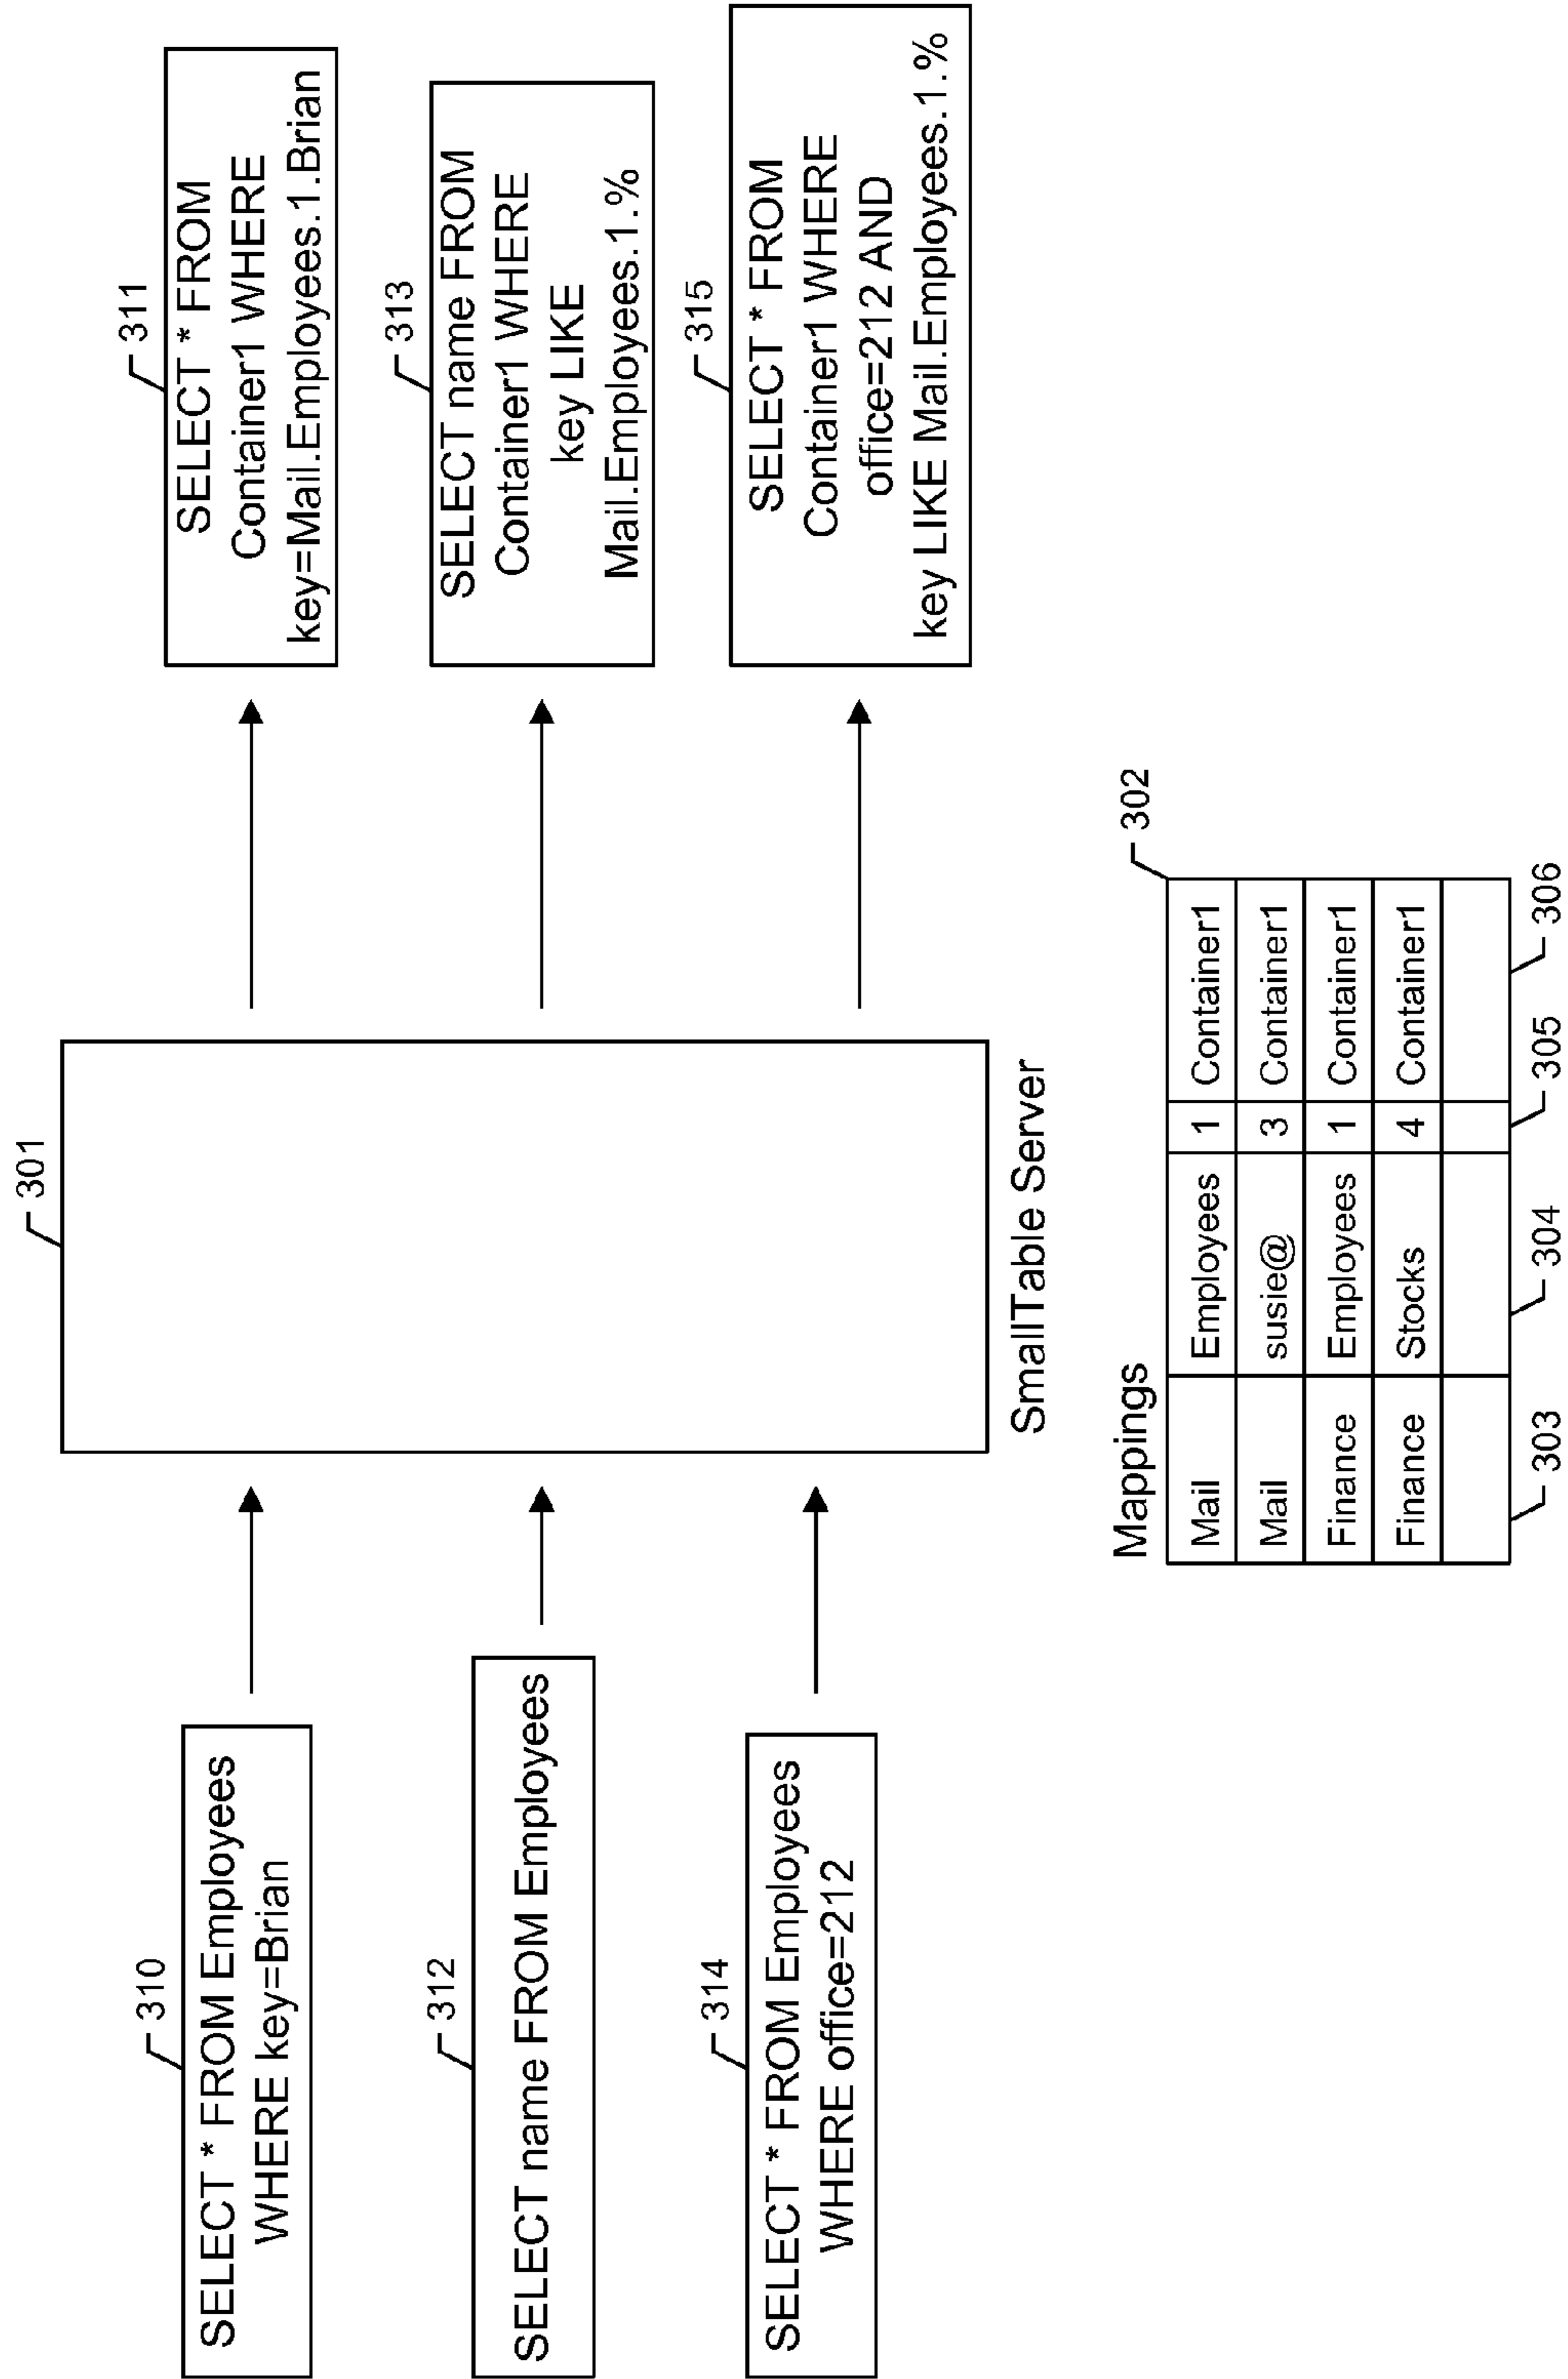 310
SELECT * FROM Employees
WHERE key=Brian
312
SELECT name FROM Employees
314
SELECT * FROM Employees
WHERE office=212
301
SmallTable Server
311
SELECT * FROM
Container1 WHERE
key=Mail.Employees.1.Brian
313
SELECT name FROM
Container1 WHERE
key LIKE
Mail.Employees.1.%
315
SELECT * FROM
Container1 WHERE
office=212 AND
key LIKE Mail.Employees.1.%
Mappings
302
Mail Employees 1 Container1
Mail susie@ 3 Container1
Finance Employees 1 Container1
Finance Stocks 4 Container1
303 304 305 306